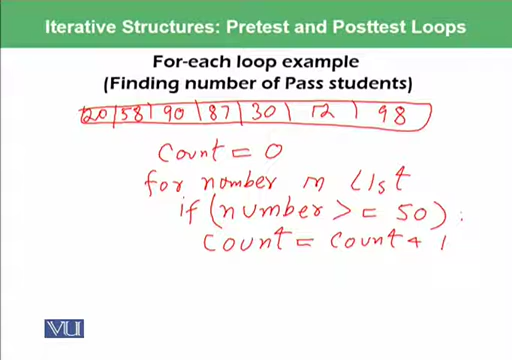 Iterative Structures: Pretest and Posttest Loops
For-each loop example
(Finding number of Pass students)
20 | 58 | 90 | 87 | 30 | 72 | 98
Count = 0
for number in List
if (number >= 50) :
Count = Count + 1
VU